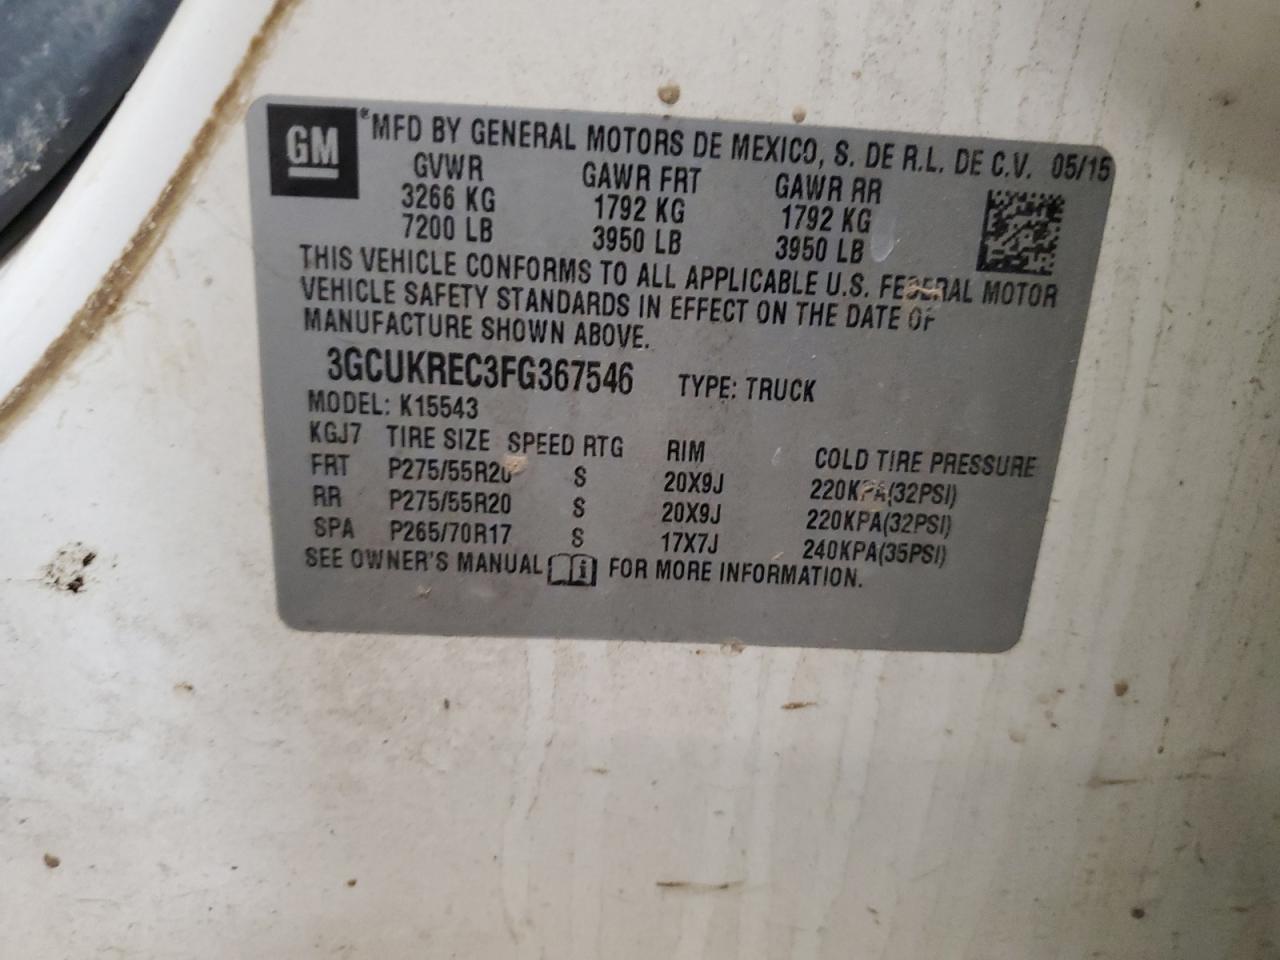 GM
*MFD BY GENERAL MOTORS DE MEXICO, S. DE R.L. DE C.V. 05/15
GVWR GAWR FRT GAWR RR
3266 KG 1792 KG 1792 KG
7200 LB 3950 LB 3950 LB
THIS VEHICLE CONFORMS TO ALL APPLICABLE U.S. FEDERAL MOTOR
VEHICLE SAFETY STANDARDS IN EFFECT ON THE DATE OF
MANUFACTURE SHOWN ABOVE.
3GCUKREC3FG367546 TYPE: TRUCK
MODEL: K15543
KGJ7 TIRE SIZE SPEED RTG RIM COLD TIRE PRESSURE
FRT P275/55R20 S 20X9J 220KPA(32PSI)
RR P275/55R20 S 20X9J 220KPA(32PSI)
SPA P265/70R17 S 17X7J 240KPA(35PSI)
SEE OWNER'S MANUAL i FOR MORE INFORMATION.